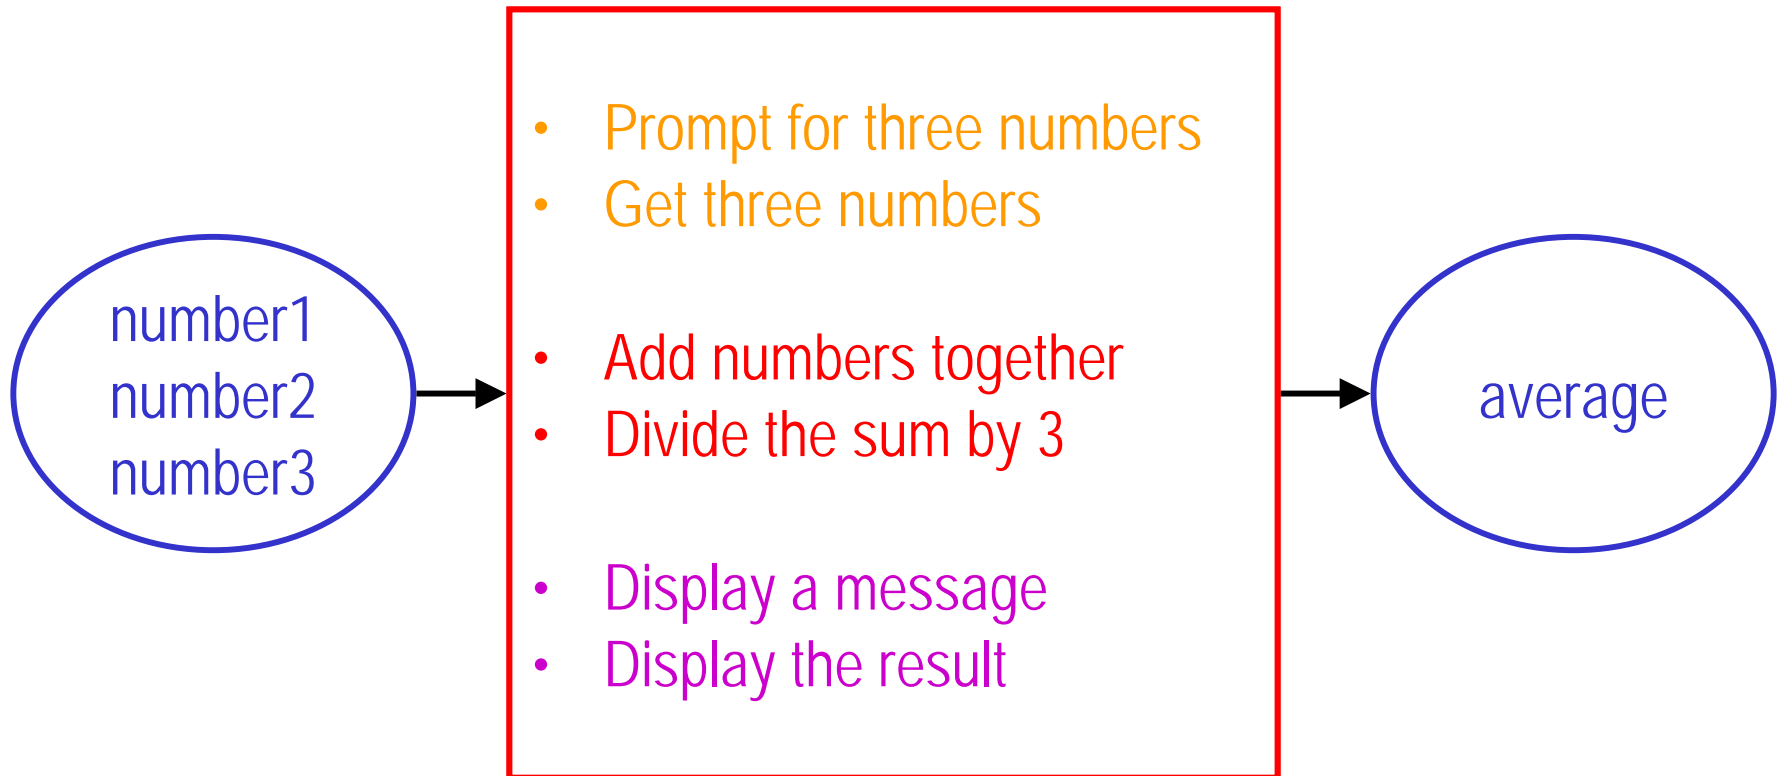 number1
number2
number3
• Prompt for three numbers
• Get three numbers
• Add numbers together
• Divide the sum by 3
• Display a message
• Display the result
average